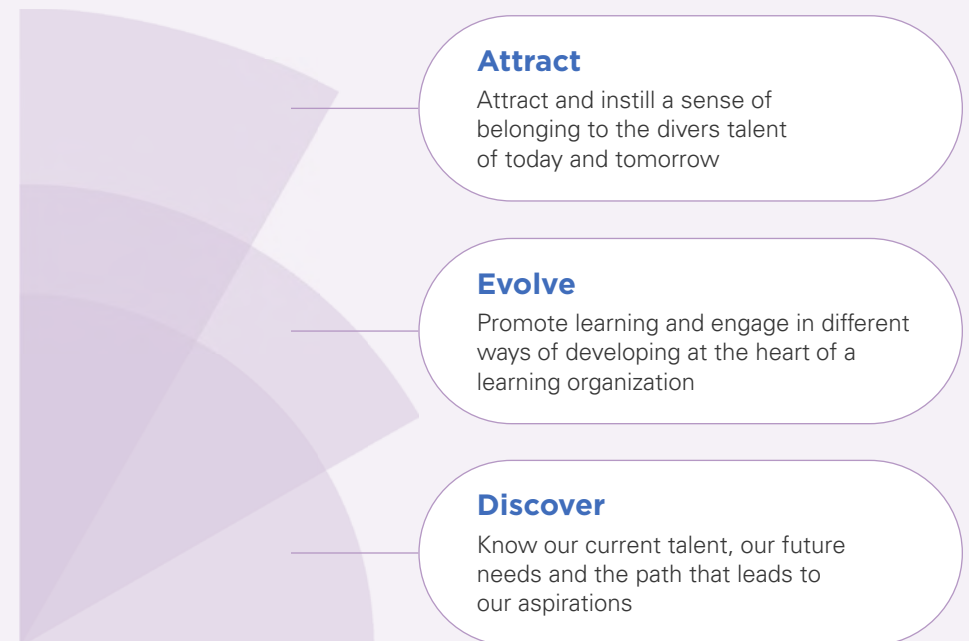 Attract
Attract and instill a sense of
belonging to the divers talent
of today and tomorrow
Evolve
Promote learning and engage in different
ways of developing at the heart of a
learning organization
Discover
Know our current talent, our future
needs and the path that leads to
our aspirations